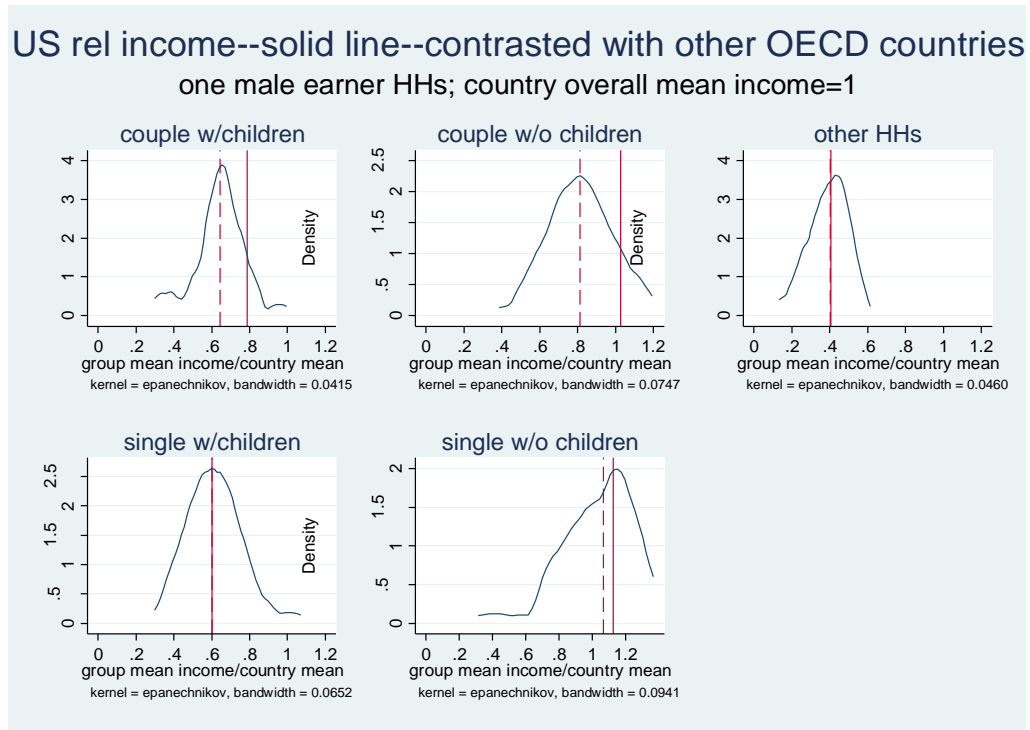 US rel income--solid line--contrasted with other OECD countries
one male earner HHs; country overall mean income=1
couple w/children
4
3
2
1
0
Density
0 .2 .4 .6 .8 1 1.2
group mean income/country mean
kernel = epanechnikov, bandwidth = 0.0415
couple w/o children
2.5
2
1.5
1
.5
0
Density
0 .2 .4 .6 .8 1 1.2
group mean income/country mean
kernel = epanechnikov, bandwidth = 0.0747
other HHs
4
3
2
1
0
0 .2 .4 .6 .8 1 1.2
group mean income/country mean
kernel = epanechnikov, bandwidth = 0.0460
single w/children
2.5
2
1.5
1
.5
0
Density
0 .2 .4 .6 .8 1 1.2
group mean income/country mean
kernel = epanechnikov, bandwidth = 0.0652
single w/o children
2
1.5
1
.5
0
0 .2 .4 .6 .8 1 1.2
group mean income/country mean
kernel = epanechnikov, bandwidth = 0.0941